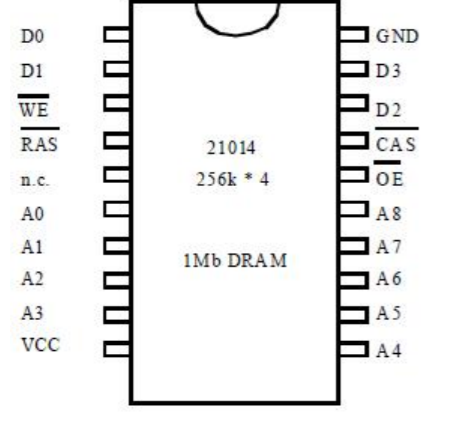 D0
D1
WE
RAS
n.c.
A0
A1
A2
A3
VCC
21014
256k * 4
1Mb DRAM
GND
D3
D2
CAS
OE
A8
A7
A6
A5
A4